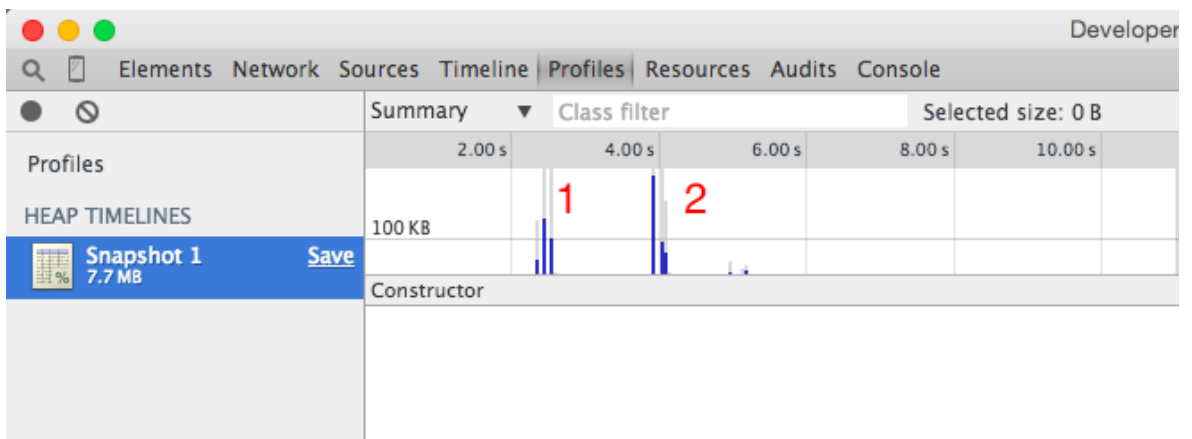 Developer
Elements Network Sources Timeline Profiles Resources Audits Console
Summary ▼ Class filter Selected size: 0 B
Profiles
2.00 s 4.00 s 6.00 s 8.00 s 10.00 s
1 2
HEAP TIMELINES
100 KB
Snapshot 1 Save
% 7.7 MB
Constructor